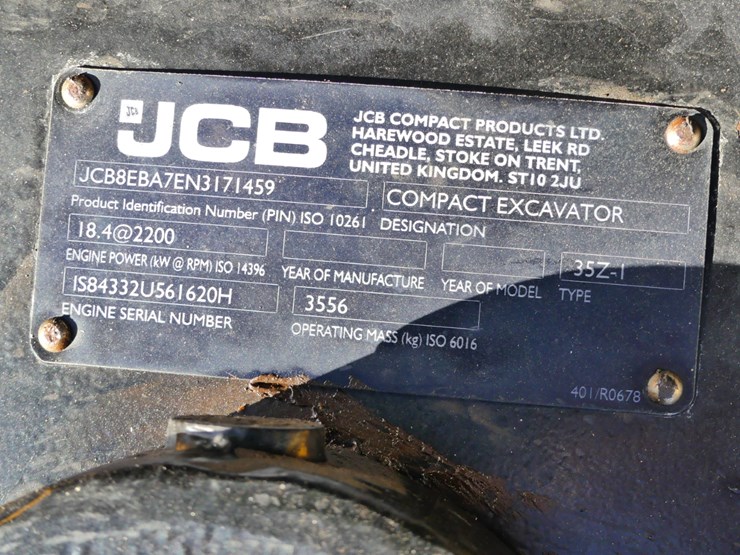 JCB
JCB COMPACT PRODUCTS LTD.
HAREWOOD ESTATE, LEEK RD
CHEADLE, STOKE ON TRENT,
UNITED KINGDOM. ST10 2JU
JCB8EBA7EN3171459
Product Identification Number (PIN) ISO 10261
COMPACT EXCAVATOR
DESIGNATION
18.4@2200
ENGINE POWER (kW @ RPM) ISO 14396
YEAR OF MANUFACTURE
YEAR OF MODEL
35Z-1
TYPE
IS84332U561620H
ENGINE SERIAL NUMBER
3556
OPERATING MASS (kg) ISO 6016
401/R0678